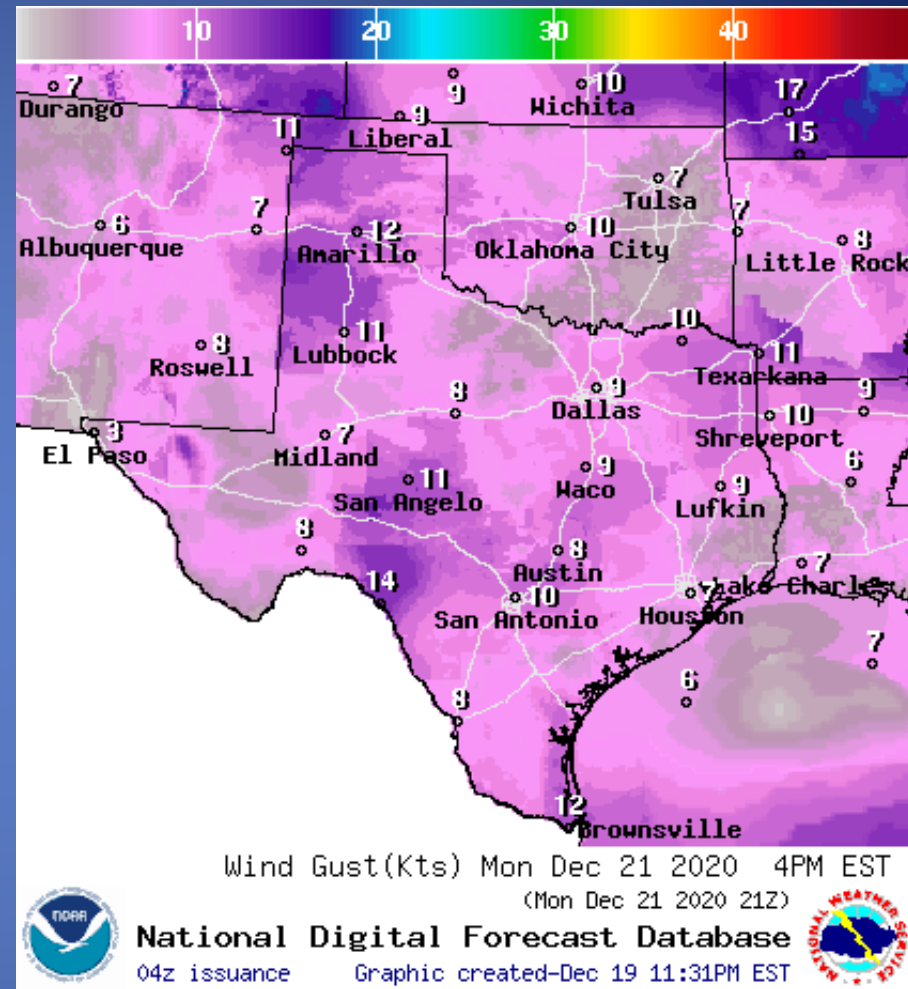 10 20 30 40
7 9 10 17
Durango Liberal 9 Wichita
11 15
7
Tulsa
6 7 12 10 7 8
Albuquerque Amarillo Oklahoma City Little Rock
10
8 11 11
Roswell Lubbock Texarkana
8 9 9
Dallas 10
3 7 Shreveport
El Paso Midland
11 9 9 6
San Angelo Waco Lufkin
8 8 7
Austin Lake Charles
14 10 7
San Antonio Houston
7
8 6
12
Brownsville
Wind Gust(Kts) Mon Dec 21 2020 4PM EST
(Mon Dec 21 2020 21Z)
NOAA
National Digital Forecast Database
04z issuance Graphic created-Dec 19 11:31PM EST
NATIONAL WEATHER SERVICE